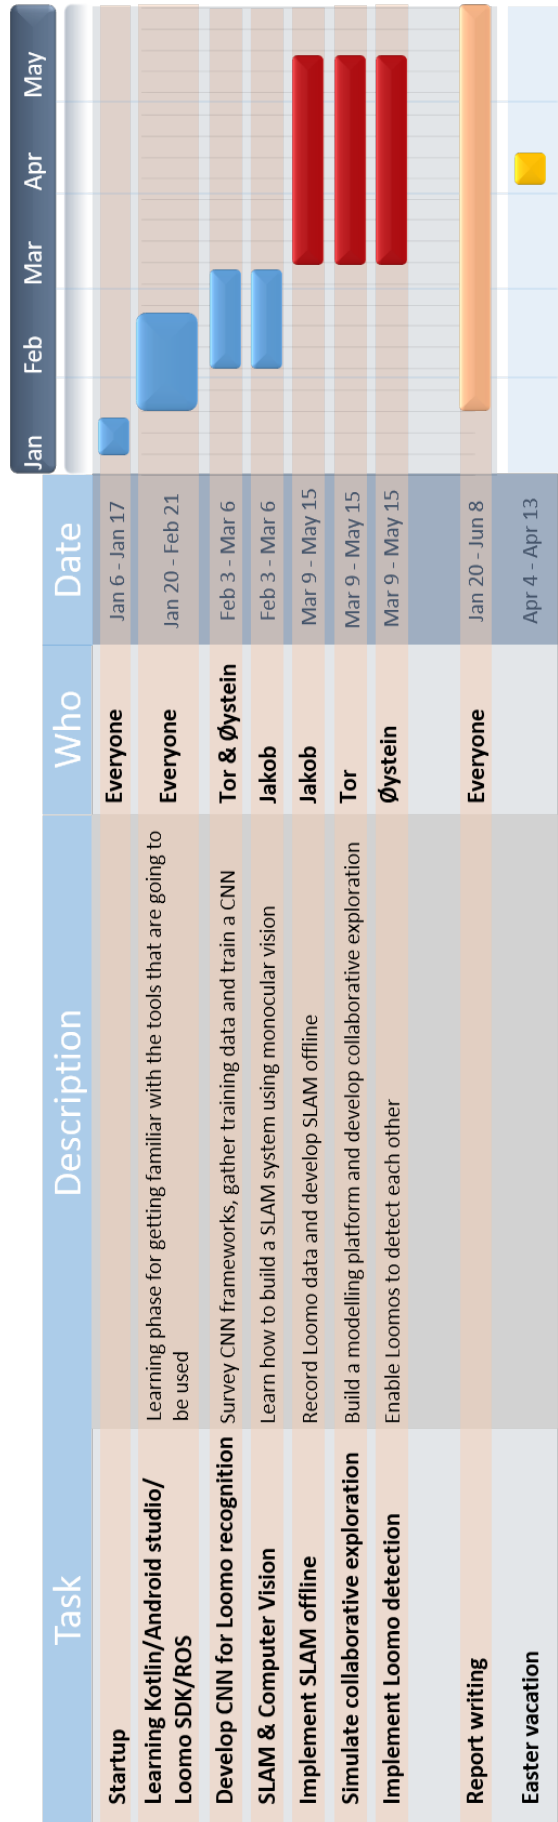 Task Description Who Date Jan Feb Mar Apr May
Startup Everyone Jan 6 - Jan 17
Learning Kotlin/Android studio/
Loomo SDK/ROS
Learning phase for getting familiar with the tools that are going to
be used
Everyone Jan 20 - Feb 21
Develop CNN for Loomo recognition Survey CNN frameworks, gather training data and train a CNN Tor & Øystein Feb 3 - Mar 6
SLAM & Computer Vision Learn how to build a SLAM system using monocular vision Jakob Feb 3 - Mar 6
Implement SLAM offline Record Loomo data and develop SLAM offline Jakob Mar 9 - May 15
Simulate collaborative exploration Build a modelling platform and develop collaborative exploration Tor Mar 9 - May 15
Implement Loomo detection Enable Loomos to detect each other Øystein Mar 9 - May 15
Report writing Everyone Jan 20 - Jun 8
Easter vacation Apr 4 - Apr 13